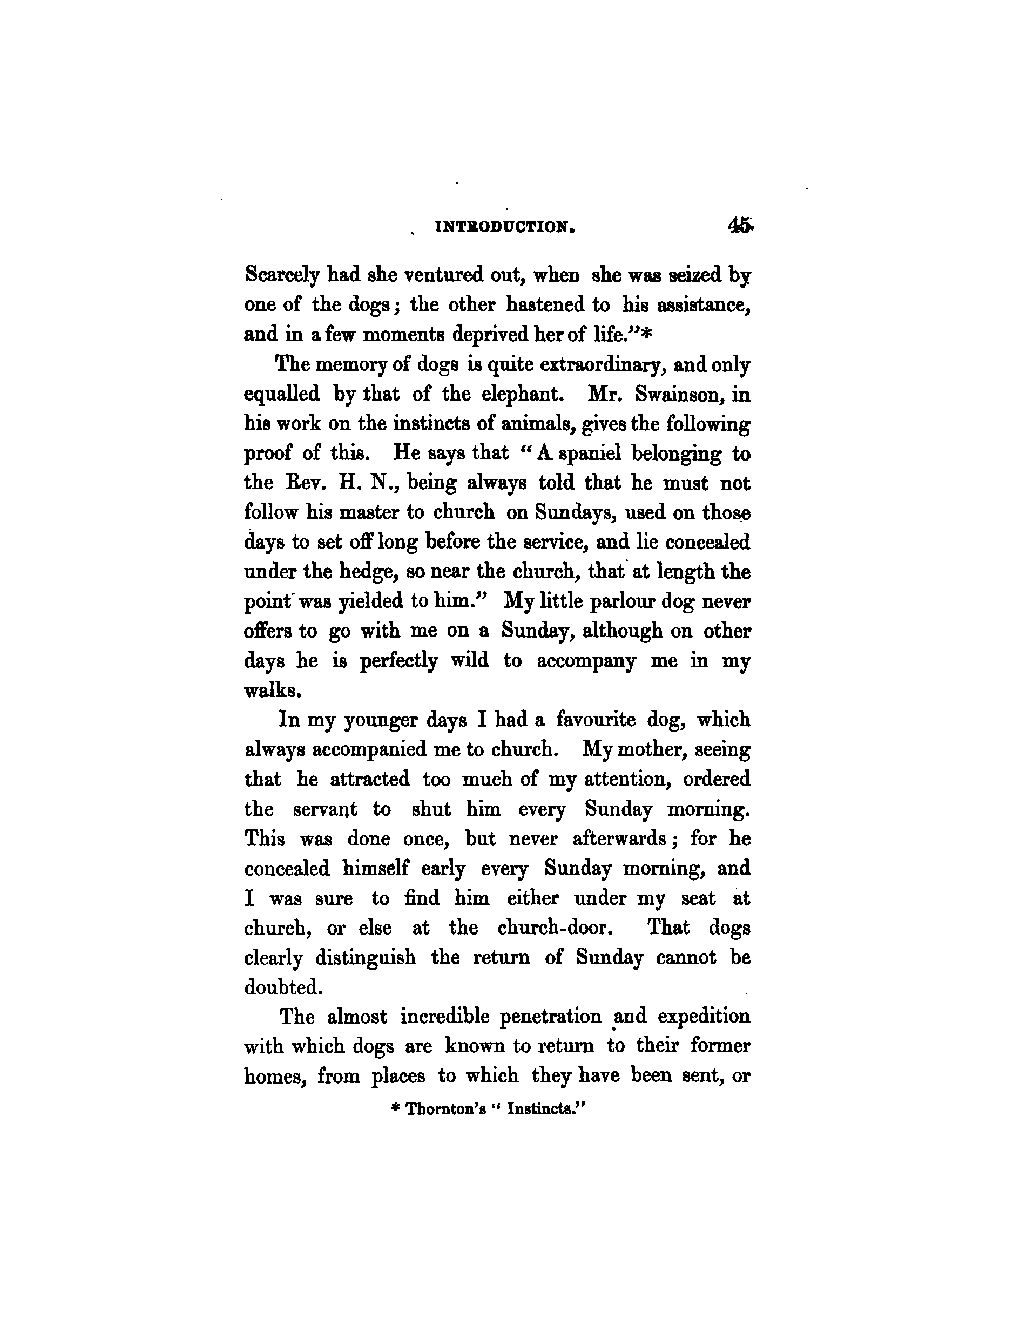 INTRODUCTION. 45
Scarcely had she ventured out, when she was seized by
one of the dogs; the other hastened to his assistance,
and in a few moments deprived her of life."*
The memory of dogs is quite extraordinary, and only
equalled by that of the elephant. Mr. Swainson, in
his work on the instincts of animals, gives the following
proof of this. He says that "A spaniel belonging to
the Rev. H. N., being always told that he must not
follow his master to church on Sundays, used on those
days to set off long before the service, and lie concealed
under the hedge, so near the church, that at length the
point was yielded to him." My little parlour dog never
offers to go with me on a Sunday, although on other
days he is perfectly wild to accompany me in my
walks.
In my younger days I had a favourite dog, which
always accompanied me to church. My mother, seeing
that he attracted too much of my attention, ordered
the servant to shut him every Sunday morning.
This was done once, but never afterwards; for he
concealed himself early every Sunday morning, and
I was sure to find him either under my seat at
church, or else at the church-door. That dogs
clearly distinguish the return of Sunday cannot be
doubted.
The almost incredible penetration and expedition
with which dogs are known to return to their former
homes, from places to which they have been sent, or
* Thornton's "Instincts."